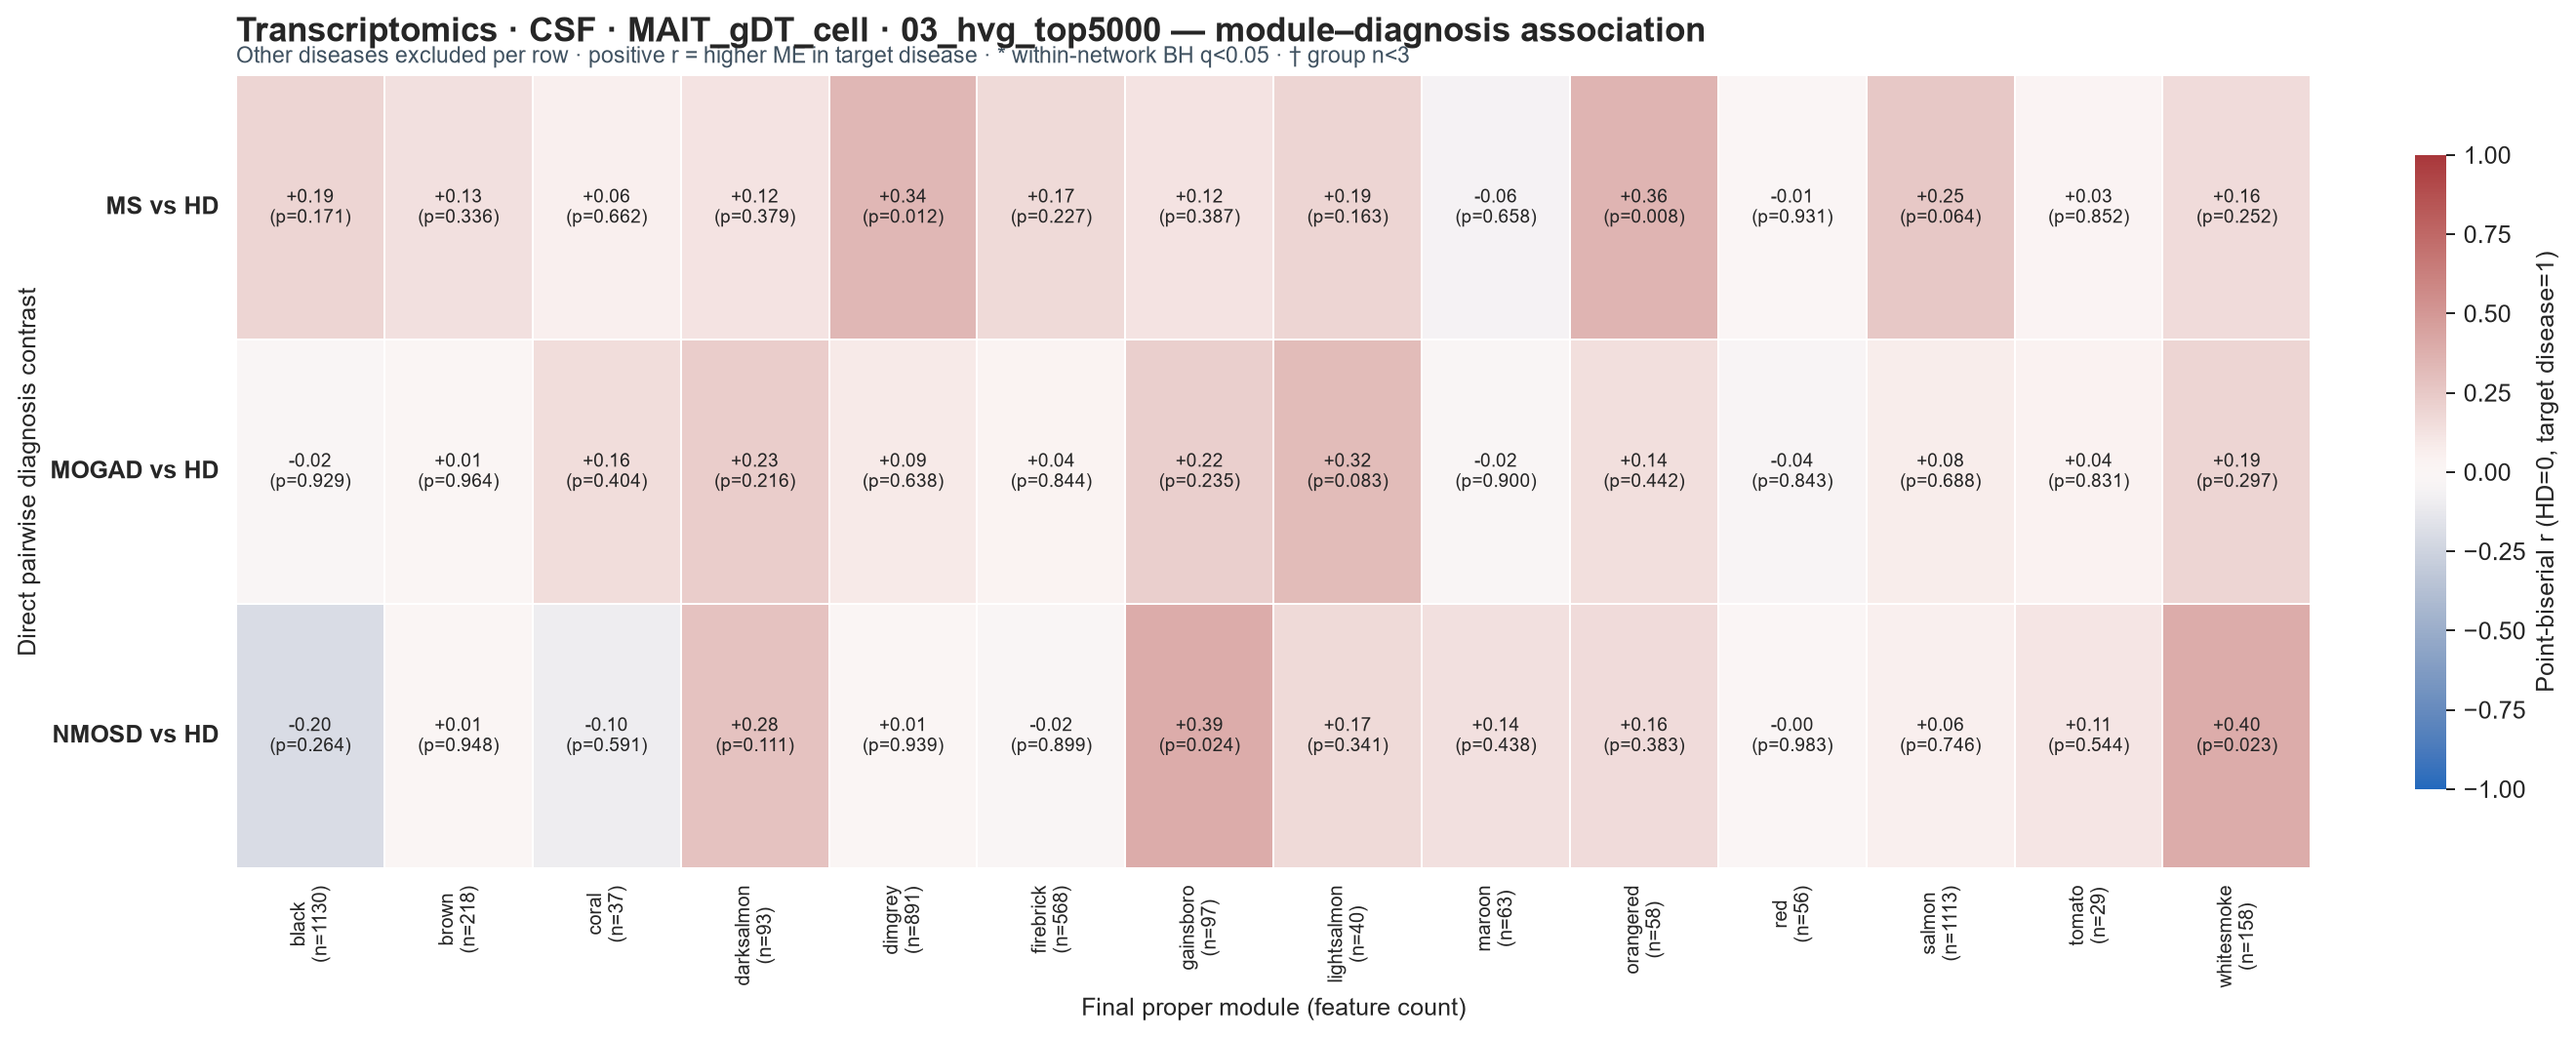 Transcriptomics · CSF · MAIT_gDT_cell · 03_hvg_top5000 — module–diagnosis association
Other diseases excluded per row · positive r = higher ME in target disease · * within-network BH q<0.05 · † group n<3
Direct pairwise diagnosis contrast
MS vs HD
+0.19 +0.13 +0.06 +0.12 +0.34 +0.17 +0.12 +0.19 -0.06 +0.36 -0.01 +0.25 +0.03 +0.16
(p=0.171) (p=0.336) (p=0.662) (p=0.379) (p=0.012) (p=0.227) (p=0.387) (p=0.163) (p=0.658) (p=0.008) (p=0.931) (p=0.064) (p=0.852) (p=0.252)
MOGAD vs HD
-0.02 +0.01 +0.16 +0.23 +0.09 +0.04 +0.22 +0.32 -0.02 +0.14 -0.04 +0.08 +0.04 +0.19
(p=0.929) (p=0.964) (p=0.404) (p=0.216) (p=0.638) (p=0.844) (p=0.235) (p=0.083) (p=0.900) (p=0.442) (p=0.843) (p=0.688) (p=0.831) (p=0.297)
NMOSD vs HD
-0.20 +0.01 -0.10 +0.28 +0.01 -0.02 +0.39 +0.17 +0.14 +0.16 -0.00 +0.06 +0.11 +0.40
(p=0.264) (p=0.948) (p=0.591) (p=0.111) (p=0.939) (p=0.899) (p=0.024) (p=0.341) (p=0.438) (p=0.383) (p=0.983) (p=0.746) (p=0.544) (p=0.023)
black
(n=1130)
brown
(n=218)
coral
(n=37)
darksalmon
(n=93)
dimgrey
(n=891)
firebrick
(n=568)
gainsboro
(n=97)
lightsalmon
(n=40)
maroon
(n=63)
orangered
(n=58)
red
(n=56)
salmon
(n=1113)
tomato
(n=29)
whitesmoke
(n=158)
Final proper module (feature count)
1.00
0.75
0.50
0.25
0.00
−0.25
−0.50
−0.75
−1.00
Point-biserial r (HD=0, target disease=1)